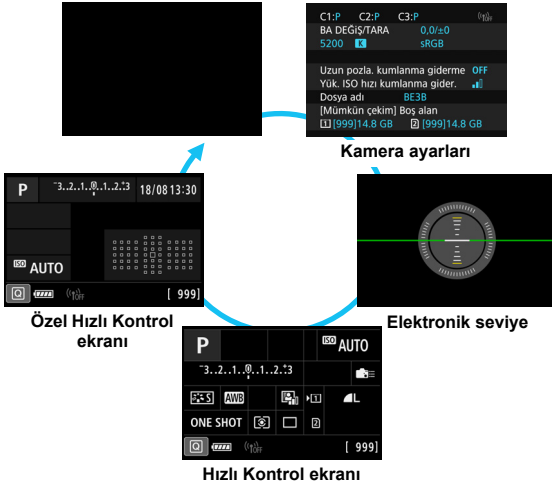 C1:P C2:P C3:P OFF
BA DEĞİŞ/TARA 0,0/±0
5200 K sRGB
Uzun pozla. kumlanma giderme OFF
Yük. ISO hızı kumlanma gider.
Dosya adı BE3B
[Mümkün çekim] Boş alan
1 [999]14.8 GB 2 [999]14.8 GB
Kamera ayarları
P -3..2..1..0..1..2.+3 18/08 13:30
ISO AUTO
Q OFF [ 999]
Özel Hızlı Kontrol
ekranı
Elektronik seviye
P ISO AUTO
-3..2..1..0..1..2.+3
S AWB 1 L
ONE SHOT 2
Q OFF [ 999]
Hızlı Kontrol ekranı